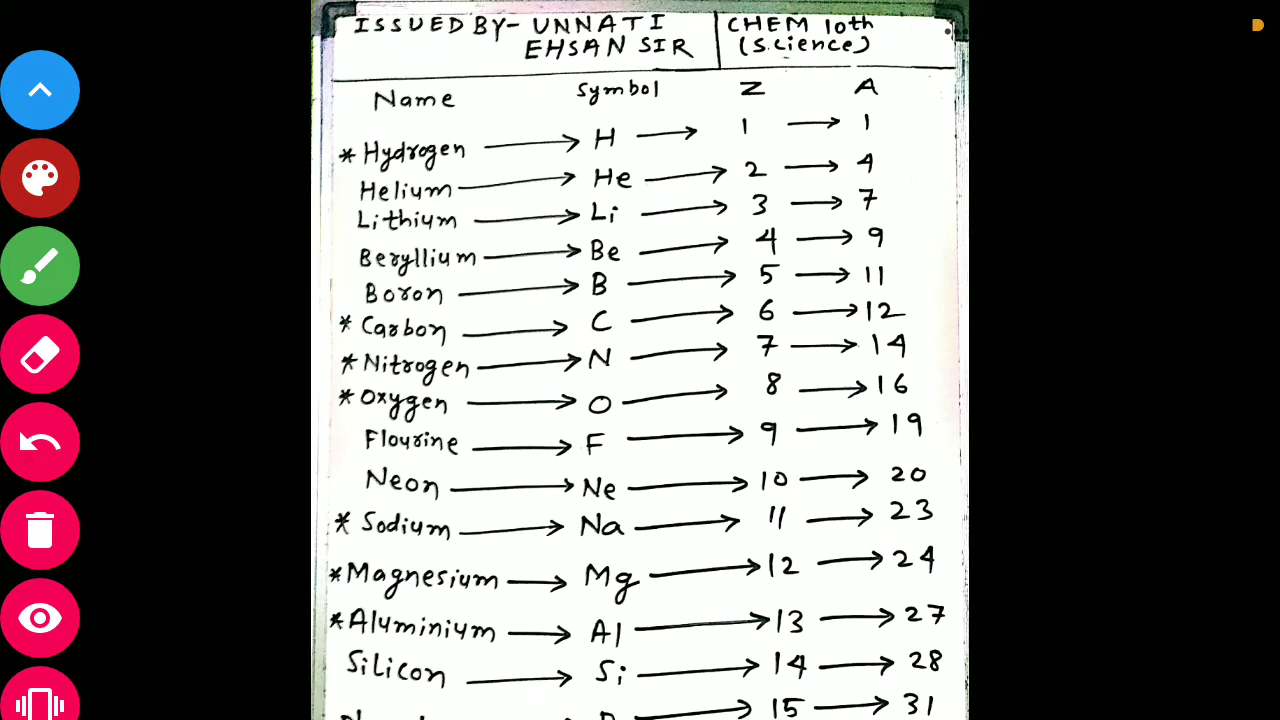 ISSUED BY- UNNATI
EHSAN SIR
CHEM 10th
(Science)
Name Symbol Z A
* Hydrogen → H → 1 → 1
Helium → He → 2 → 4
Lithium → Li → 3 → 7
Beryllium → Be → 4 → 9
Boron → B → 5 → 11
* Carbon → C → 6 → 12
* Nitrogen → N → 7 → 14
* Oxygen → O → 8 → 16
Flourine → F → 9 → 19
Neon → Ne → 10 → 20
* Sodium → Na → 11 → 23
* Magnesium → Mg → 12 → 24
* Aluminium → Al → 13 → 27
Silicon → Si → 14 → 28
→ 15 → 31